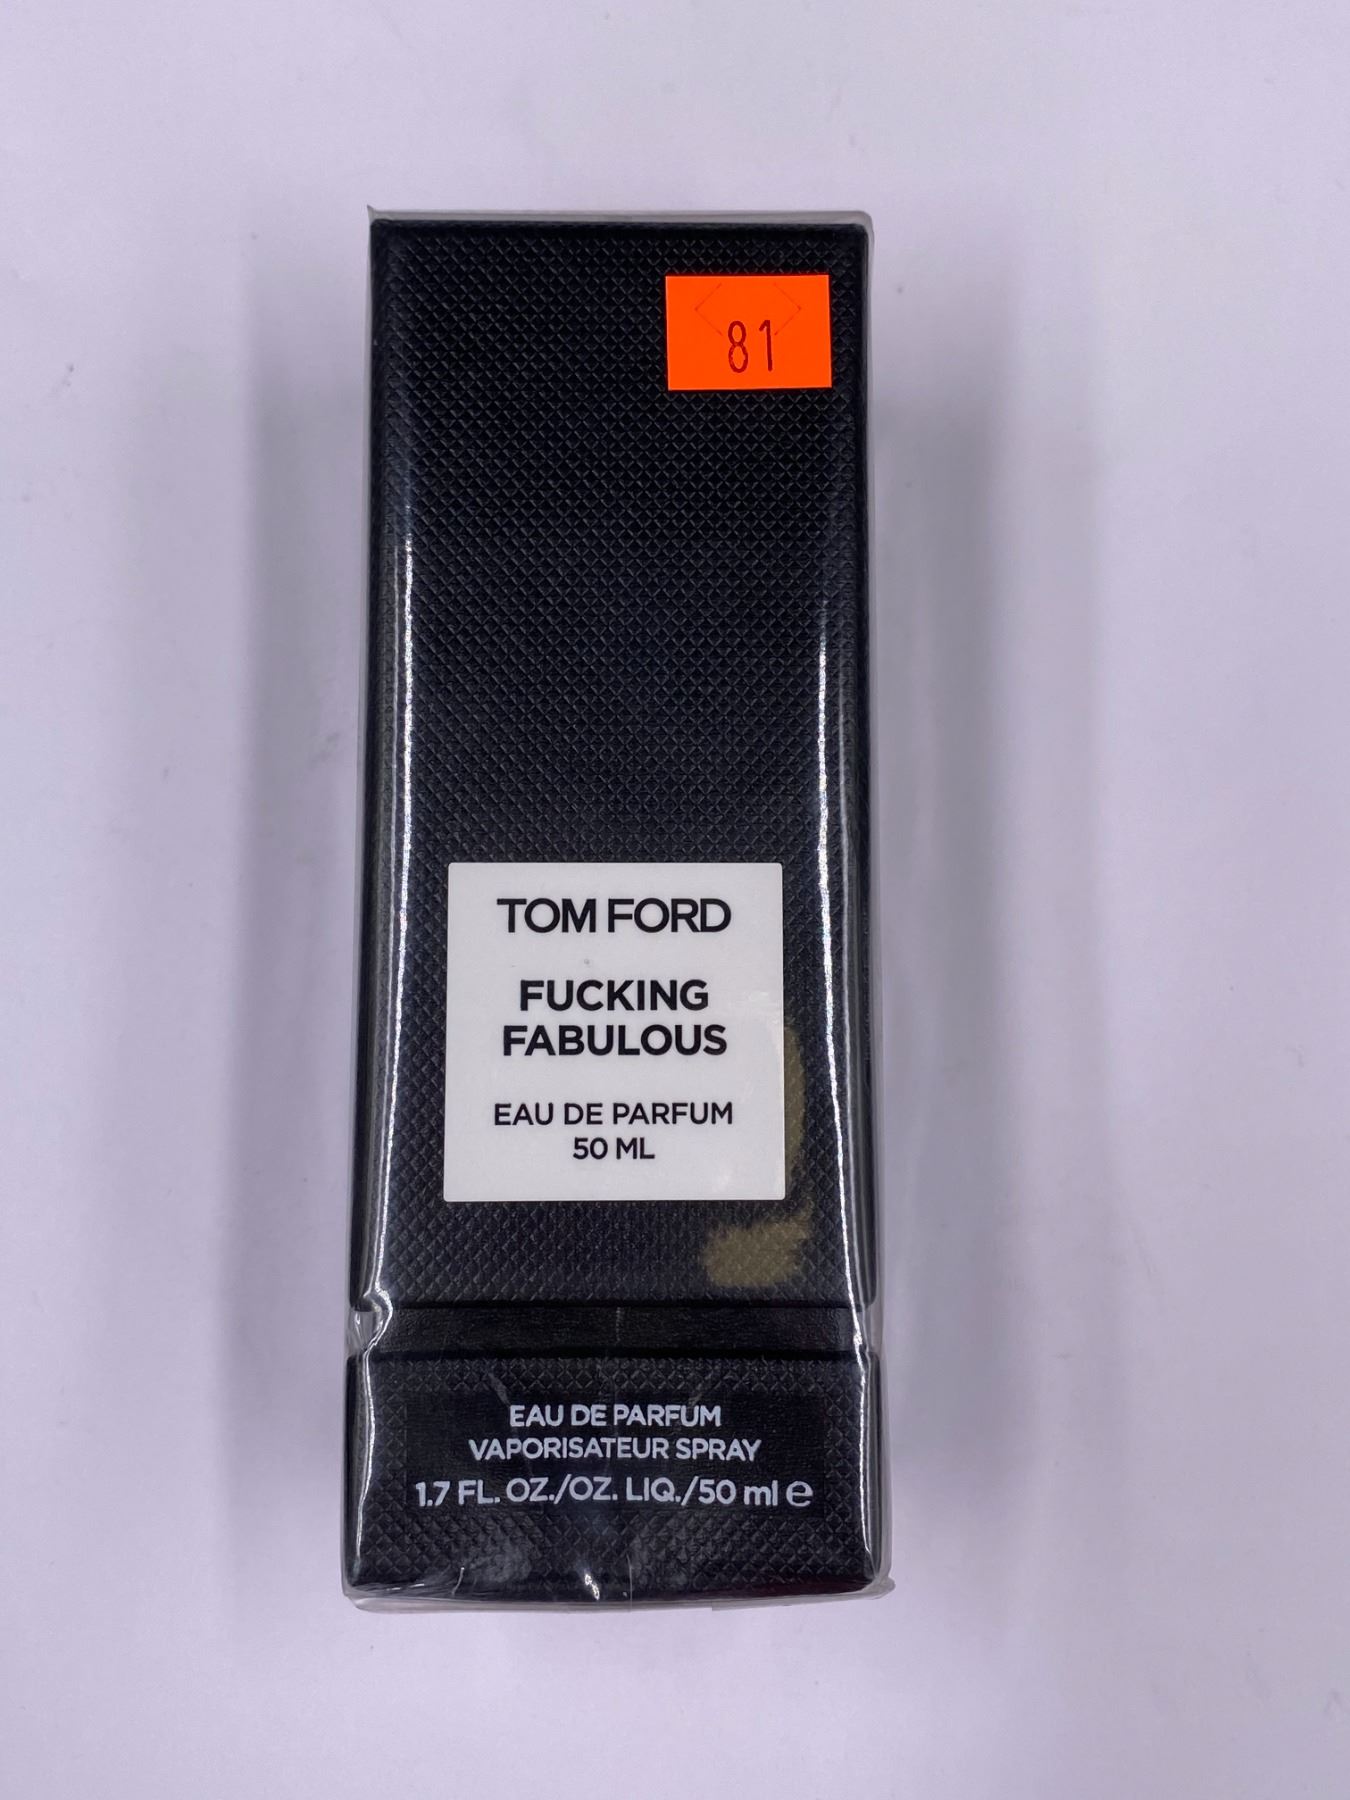 81
TOM FORD
FUCKING
FABULOUS
EAU DE PARFUM
50 ML
EAU DE PARFUM
VAPORISATEUR SPRAY
1.7 FL. OZ./OZ. LIQ./50 ml ℮